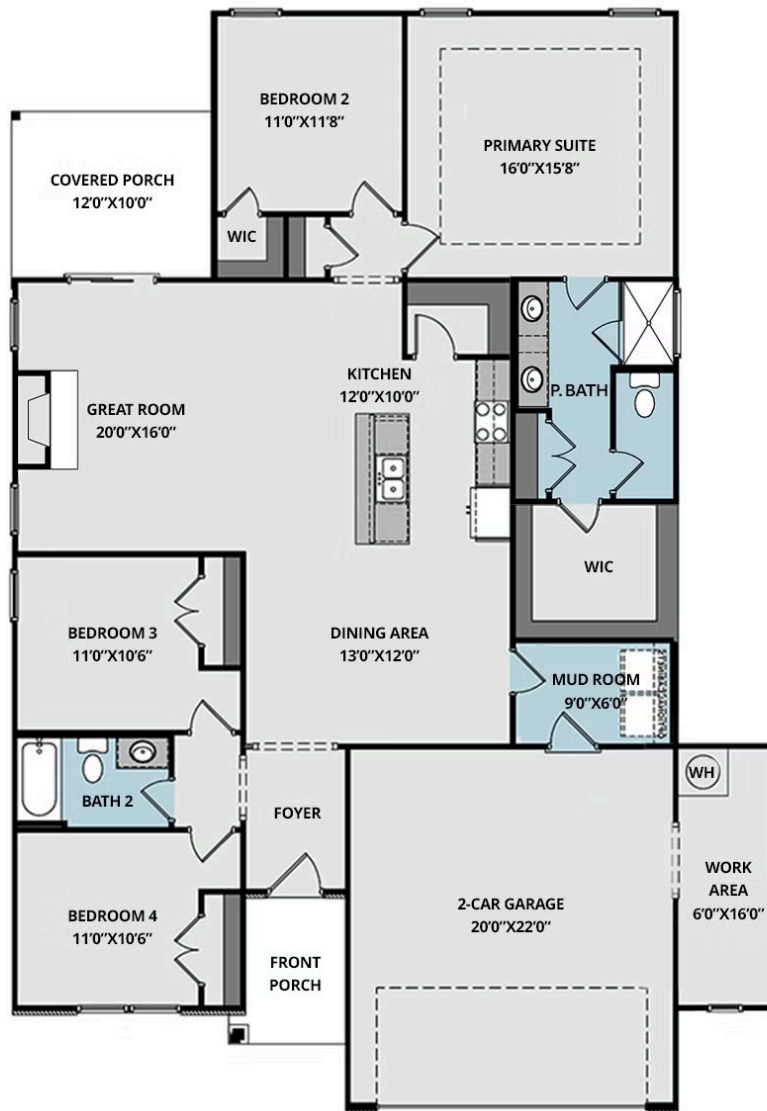 BEDROOM 2
11'0"X11'8"
PRIMARY SUITE
16'0"X15'8"
COVERED PORCH
12'0"X10'0"
WIC
KITCHEN
12'0"X10'0"
P. BATH
GREAT ROOM
20'0"X16'0"
WIC
BEDROOM 3
11'0"X10'6"
DINING AREA
13'0"X12'0"
MUD ROOM
9'0"X6'0"
WH
BATH 2
FOYER
WORK
AREA
6'0"X16'0"
2-CAR GARAGE
20'0"X22'0"
BEDROOM 4
11'0"X10'6"
FRONT
PORCH